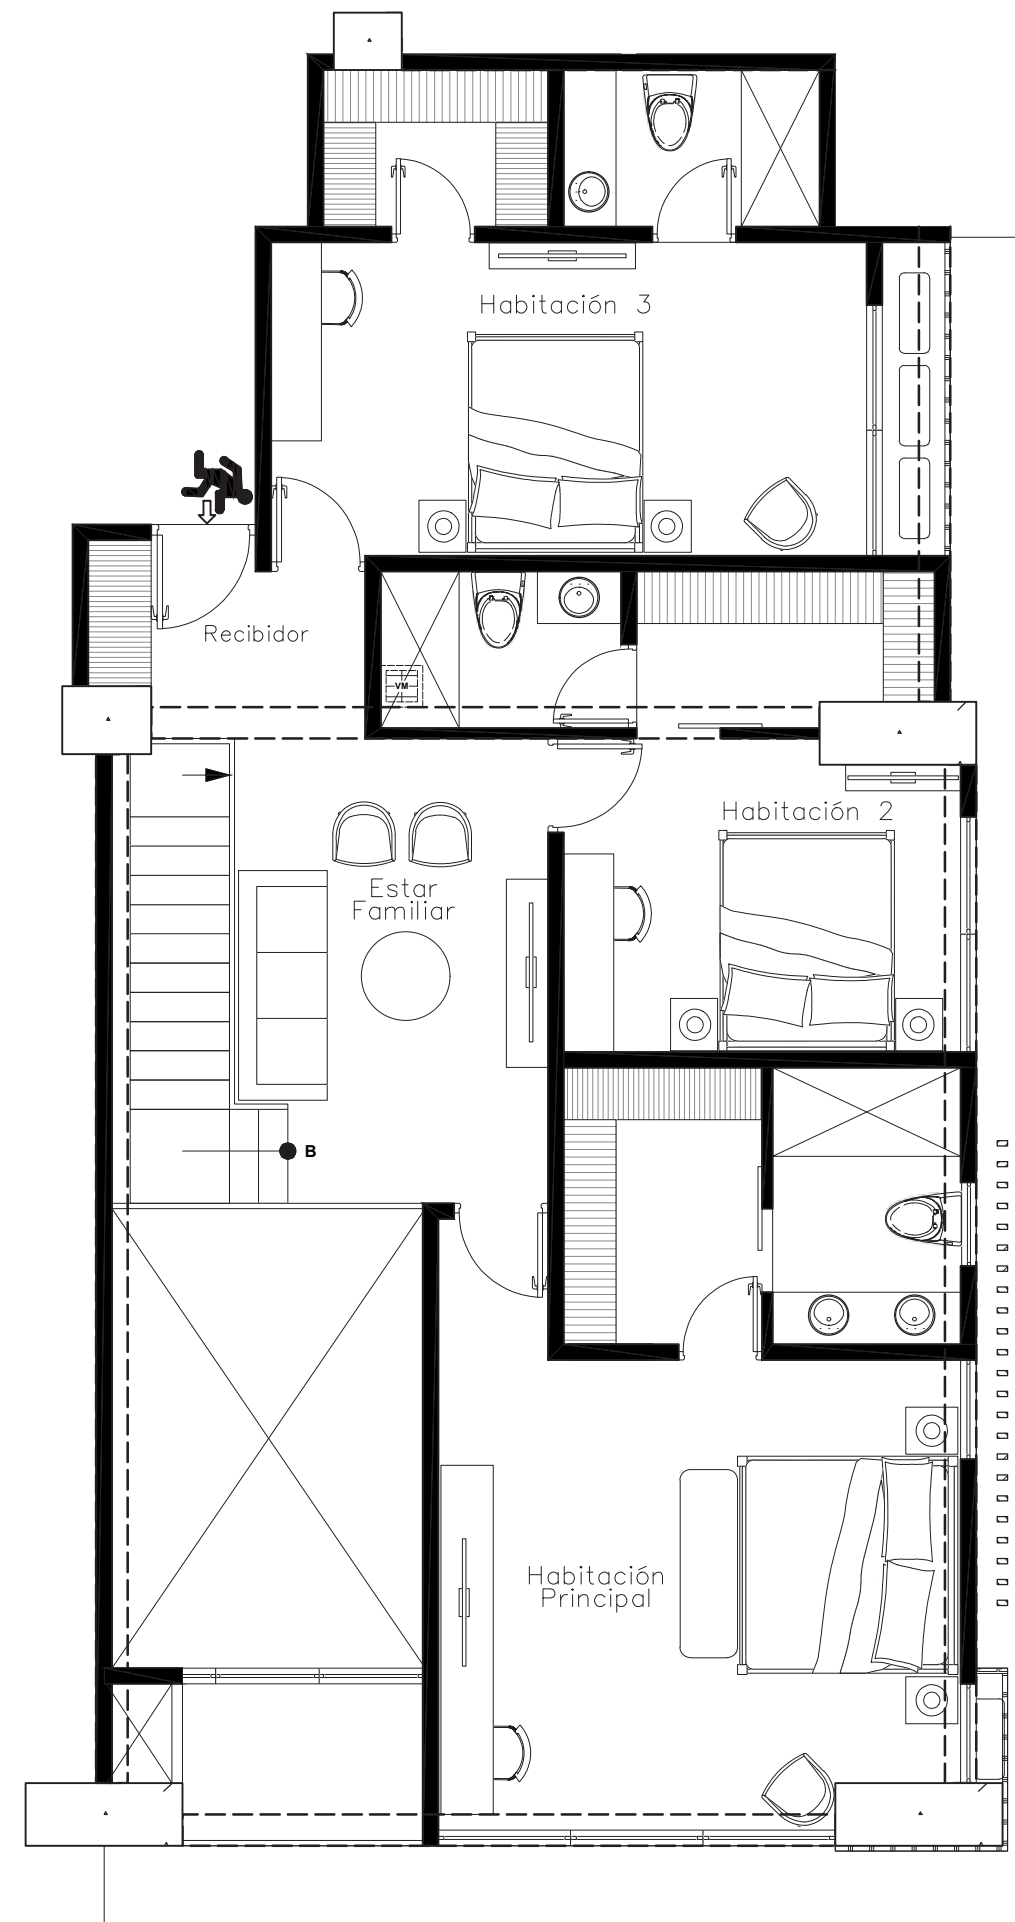 Habitación 3
Recibidor
VM
Habitación 2
Estar
Familiar
B
Habitación
Principal